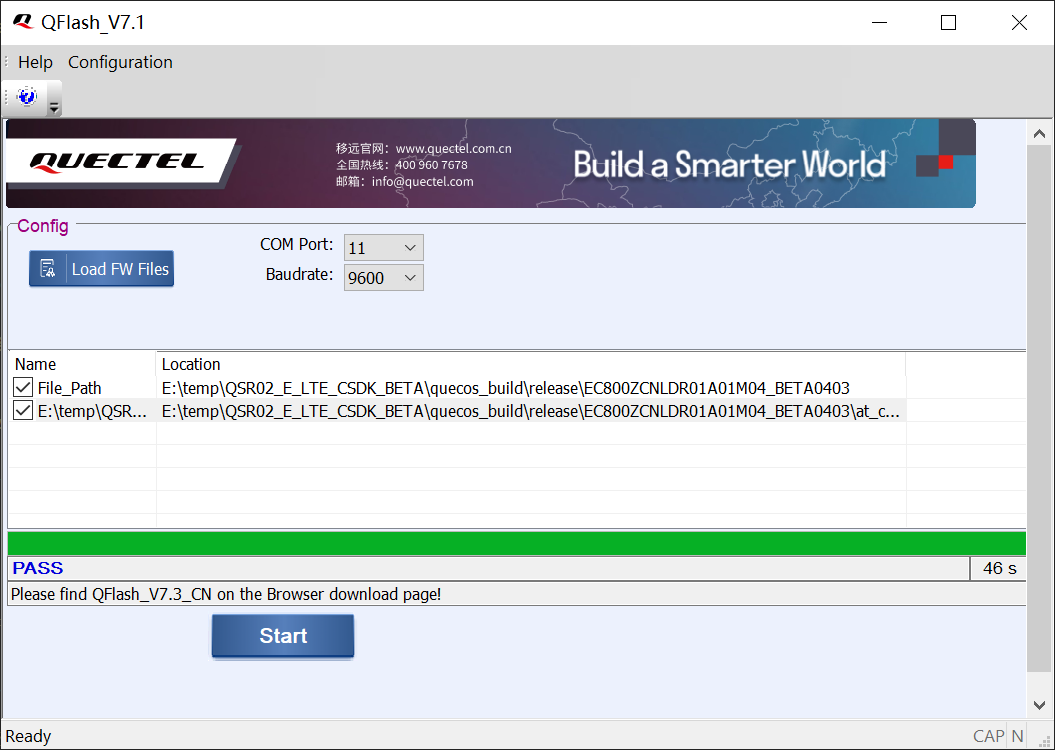 QFlash_V7.1
Help Configuration
QUECTEL
移远官网：www.quectel.com.cn
全国热线：400 960 7678
邮箱：info@quectel.com
Build a Smarter World
Config
Load FW Files
COM Port: 11
Baudrate: 9600
Name Location
File_Path E:\temp\QSR02_E_LTE_CSDK_BETA\quecos_build\release\EC800ZCNLDR01A01M04_BETA0403
E:\temp\QSR... E:\temp\QSR02_E_LTE_CSDK_BETA\quecos_build\release\EC800ZCNLDR01A01M04_BETA0403\at_c...
PASS 46 s
Please find QFlash_V7.3_CN on the Browser download page!
Start
Ready CAP N